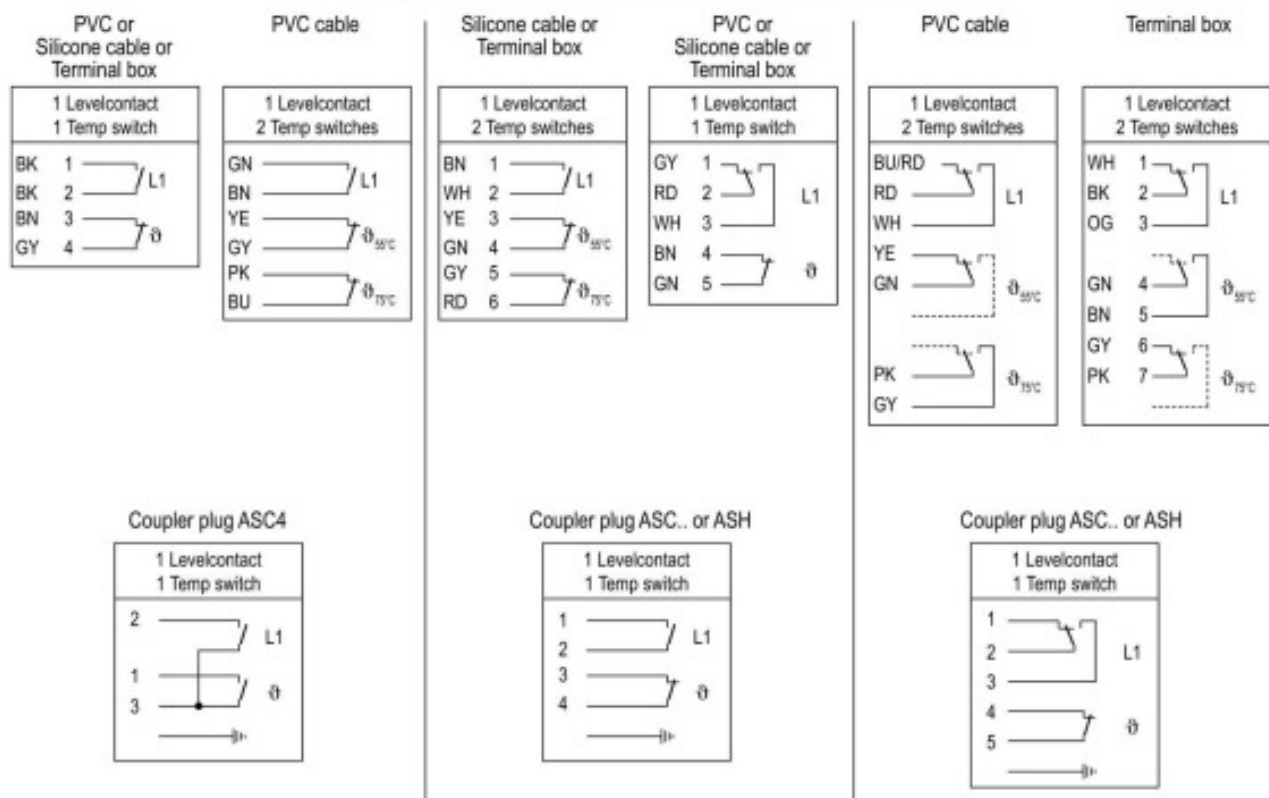 PVC or
Silicone cable or
Terminal box
1 Levelcontact
1 Temp switch
BK 1
BK 2
L1
BN 3
GY 4
ϑ
PVC cable
1 Levelcontact
2 Temp switches
GN
BN
L1
YE
GY
ϑ55°C
PK
BU
ϑ75°C
Silicone cable or
Terminal box
1 Levelcontact
2 Temp switches
BN 1
WH 2
L1
YE 3
GN 4
ϑ55°C
GY 5
RD 6
ϑ75°C
PVC or
Silicone cable or
Terminal box
1 Levelcontact
1 Temp switch
GY 1
RD 2
L1
WH 3
BN 4
ϑ
GN 5
PVC cable
1 Levelcontact
2 Temp switches
BU/RD
RD
L1
WH
YE
GN
ϑ55°C
PK
ϑ75°C
GY
Terminal box
1 Levelcontact
2 Temp switches
WH 1
BK 2
L1
OG 3
GN 4
ϑ55°C
BN 5
GY 6
PK 7
ϑ75°C
Coupler plug ASC4
1 Levelcontact
1 Temp switch
2
L1
1
ϑ
3
Coupler plug ASC.. or ASH
1 Levelcontact
1 Temp switch
1
L1
2
3
ϑ
4
Coupler plug ASC.. or ASH
1 Levelcontact
1 Temp switch
1
2
L1
3
4
ϑ
5